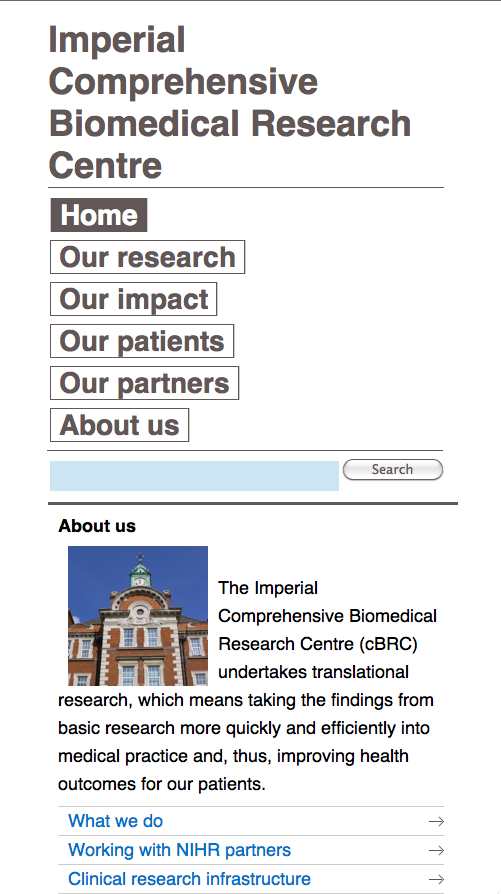 Imperial
Comprehensive
Biomedical Research
Centre
Home
Our research
Our impact
Our patients
Our partners
About us
Search
About us
The Imperial
Comprehensive Biomedical
Research Centre (cBRC)
undertakes translational
research, which means taking the findings from
basic research more quickly and efficiently into
medical practice and, thus, improving health
outcomes for our patients.
What we do
Working with NIHR partners
Clinical research infrastructure